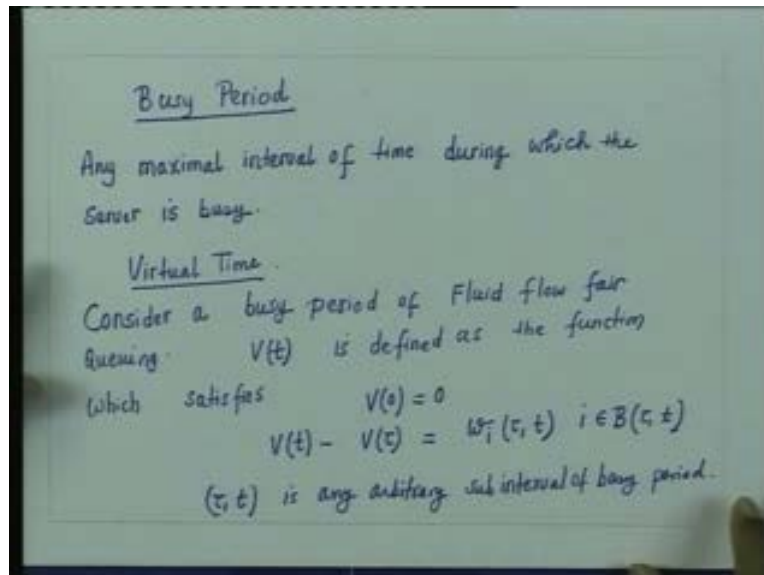 Busy Period
Any maximal interval of time during which the
Server is busy.
Virtual Time.
Consider a busy period of Fluid flow fair
Queuing. V(t) is defined as the function
which satisfies V(0) = 0
V(t) - V(τ) = w_i(τ, t) i ∈ B(τ, t)
(τ, t) is any arbitrary sub interval of busy period.